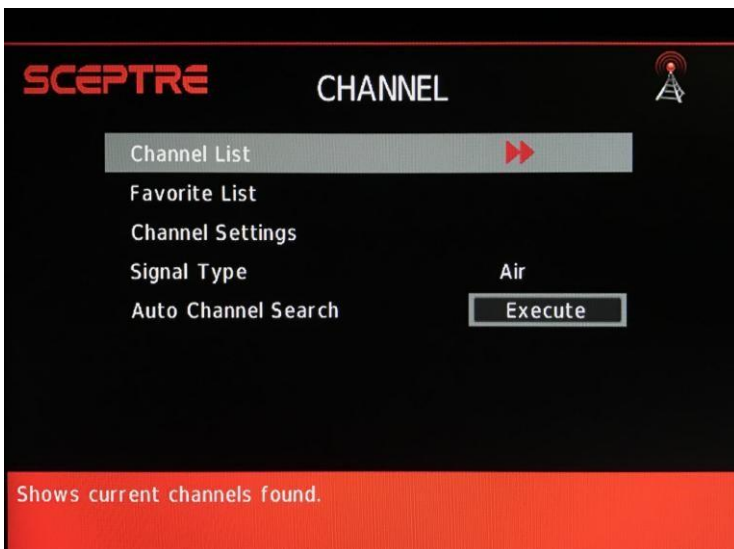 SCEPTRE
CHANNEL
Channel List
Favorite List
Channel Settings
Signal Type Air
Auto Channel Search Execute
Shows current channels found.